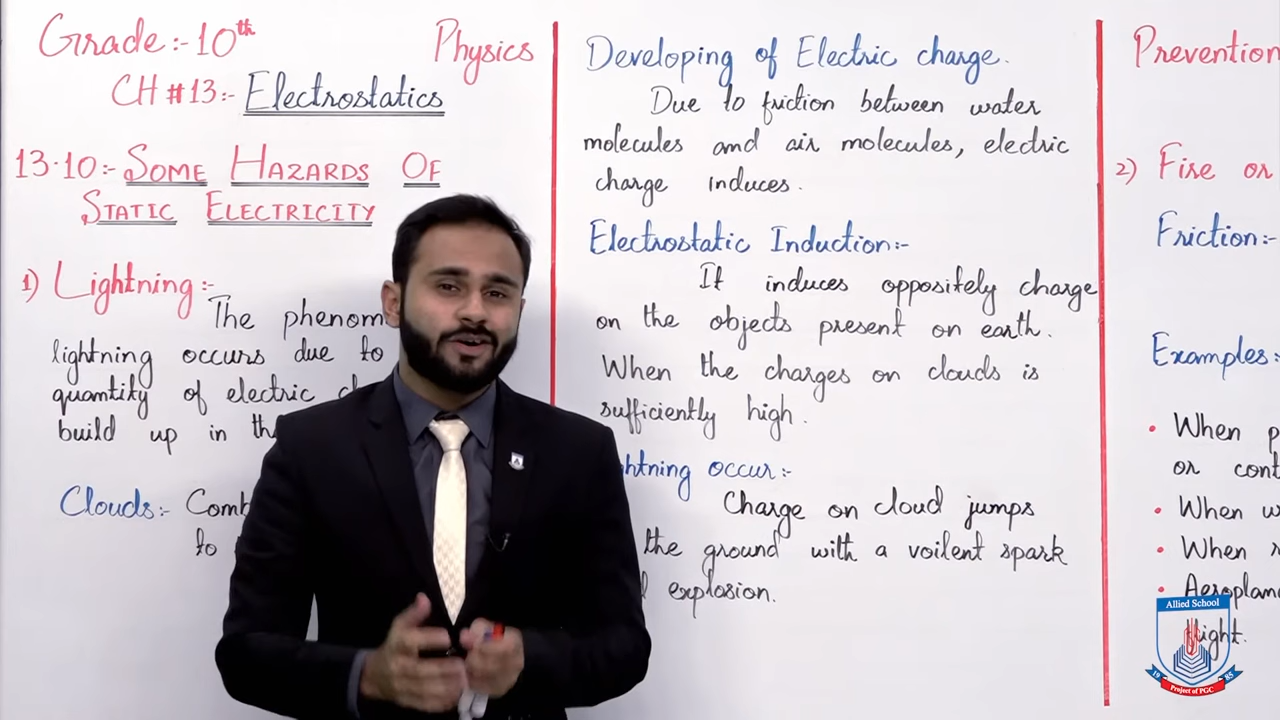 Grade:- 10th
Physics
CH #13:- Electrostatics
13.10:- SOME HAZARDS OF
STATIC ELECTRICITY
1) Lightning:-
The phenom
lightning occurs due to
quantity of electric
build up in
Clouds:-
to
Developing of Electric charge.
Due to friction between water
molecules and air molecules, electric
charge induces.
Electrostatic Induction:-
It induces oppositely charge
on the objects present on earth.
When the charges on clouds is
sufficiently high.
htning occur:-
Charge on cloud jumps
the ground with a voilent spark
explosion.
Prevention
2) Fire or
Friction:-
Examples:-
• When p
or cont
• When
• When
• Aeroplan
light.
Allied School
1985
Project of PGC